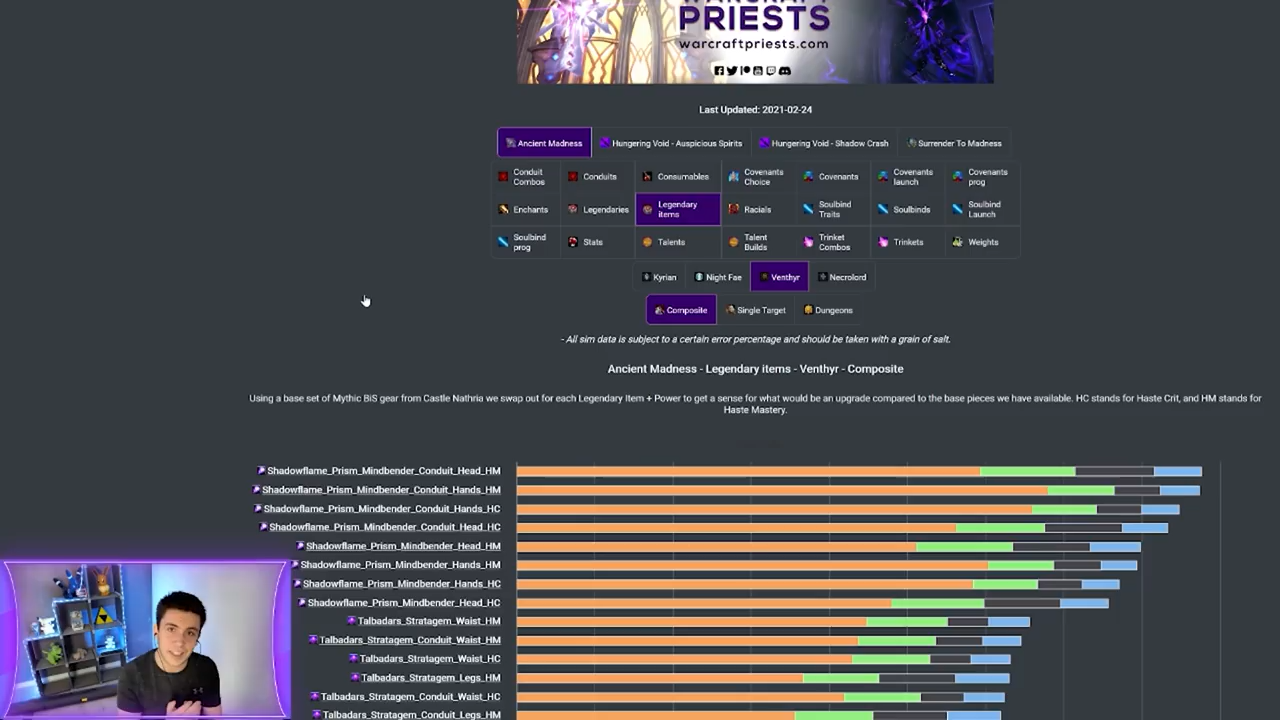 WARCRAFT
PRIESTS
warcraftpriests.com
Last Updated: 2021-02-24
Ancient Madness Hungering Void - Auspicious Spirits Hungering Void - Shadow Crash Surrender To Madness
Conduit Combos Conduits Consumables Covenants Choice Covenants Covenants launch Covenants prog
Enchants Legendaries Legendary items Racials Soulbind Traits Soulbinds Soulbind Launch
Soulbind prog Stats Talents Talent Builds Trinket Combos Trinkets Weights
Kyrian Night Fae Venthyr Necrolord
Composite Single Target Dungeons
- All sim data is subject to a certain error percentage and should be taken with a grain of salt.
Ancient Madness - Legendary items - Venthyr - Composite
Using a base set of Mythic BiS gear from Castle Nathria we swap out for each Legendary Item + Power to get a sense for what would be an upgrade compared to the base pieces we have available. HC stands for Haste Crit, and HM stands for
Haste Mastery.
Shadowflame_Prism_Mindbender_Conduit_Head_HM
Shadowflame_Prism_Mindbender_Conduit_Hands_HM
Shadowflame_Prism_Mindbender_Conduit_Hands_HC
Shadowflame_Prism_Mindbender_Conduit_Head_HC
Shadowflame_Prism_Mindbender_Head_HM
Shadowflame_Prism_Mindbender_Hands_HM
Shadowflame_Prism_Mindbender_Hands_HC
Shadowflame_Prism_Mindbender_Head_HC
Talbadars_Stratagem_Waist_HM
Talbadars_Stratagem_Conduit_Waist_HM
Talbadars_Stratagem_Waist_HC
Talbadars_Stratagem_Legs_HM
Talbadars_Stratagem_Conduit_Waist_HC
Talbadars_Stratagem_Conduit_Legs_HM